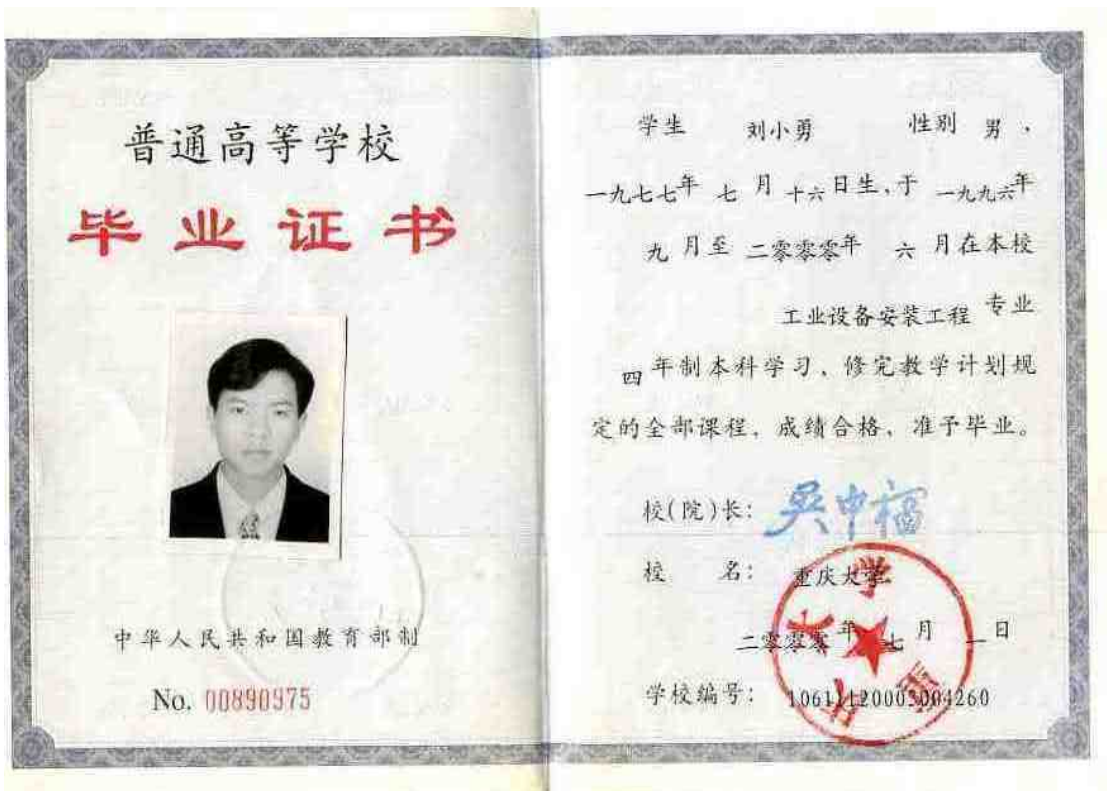 普通高等学校
毕业证书
中华人民共和国教育部制
No. 00890975
学生 刘小勇 性别 男，
一九七七年 七 月 十六 日生、于 一九九六年
九 月至 二零零零年 六 月在本校
工业设备安装工程 专业
四 年制本科学习、修完教学计划规
定的全部课程、成绩合格、准予毕业。
校(院)长： 吴中福
校 名： 重庆大学
二零零零 年 七 月 一 日
学校编号： 106111200005004260